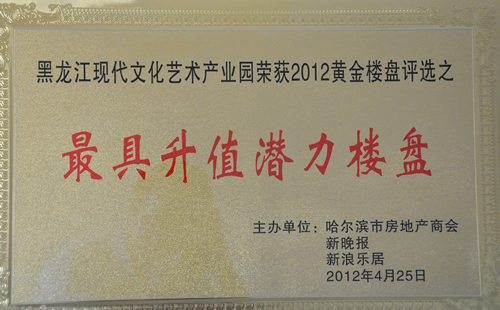 黑龙江现代文化艺术产业园荣获2012黄金楼盘评选之
最具升值潜力楼盘
主办单位：哈尔滨市房地产商会
新晚报
新浪乐居
2012年4月25日